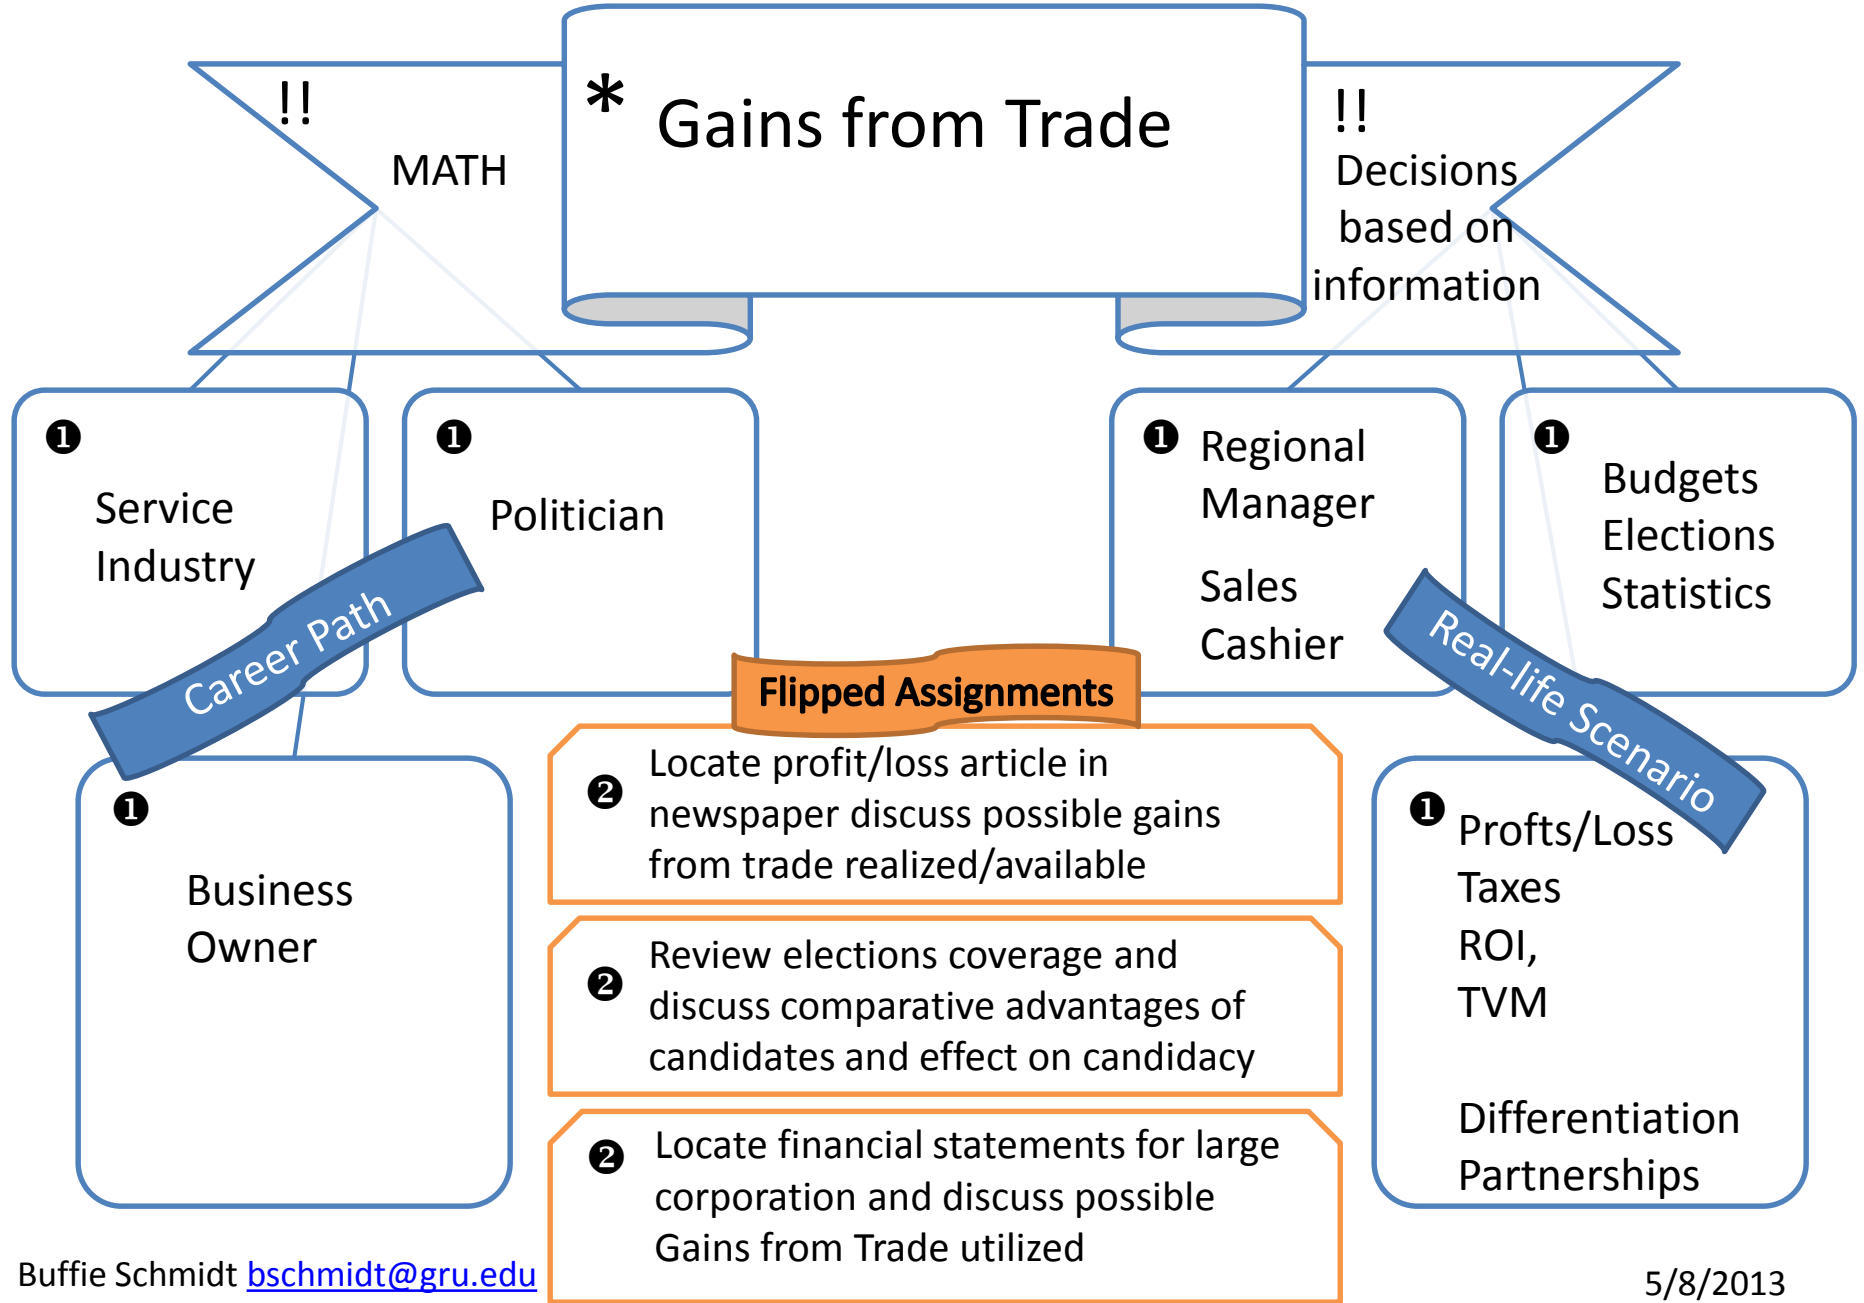 * Gains from Trade
!!
MATH
!!
Decisions
based on
information
❶
Service
Industry
❶
Politician
Career Path
❶
Business
Owner
❶
Regional
Manager
Sales
Cashier
❶
Budgets
Elections
Statistics
Real-life Scenario
❶
Profts/Loss
Taxes
ROI,
TVM
Differentiation
Partnerships
Flipped Assignments
❷
Locate profit/loss article in
newspaper discuss possible gains
from trade realized/available
❷
Review elections coverage and
discuss comparative advantages of
candidates and effect on candidacy
❷
Locate financial statements for large
corporation and discuss possible
Gains from Trade utilized
Buffie Schmidt bschmidt@gru.edu
5/8/2013